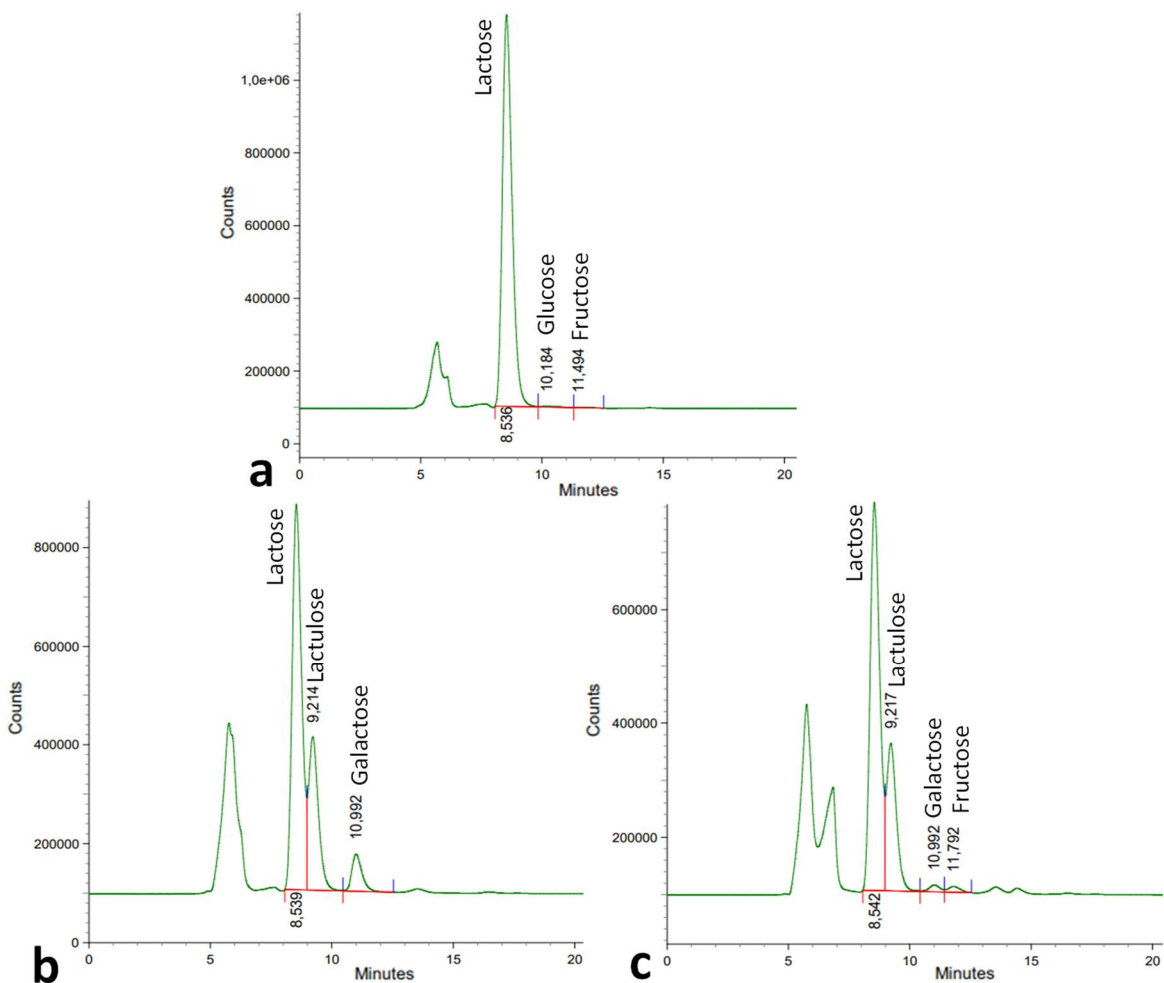 Lactose
1,0e+06
800000
600000
400000
200000
0
Counts
10,184 Glucose
11,494 Fructose
8,536
0 5 10 15 20
Minutes
a
Lactose
9,214 Lactulose
10,992 Galactose
800000
600000
400000
200000
0
Counts
8,539
0 5 10 15 20
Minutes
b
Lactose
9,217 Lactulose
10,992 Galactose
11,792 Fructose
600000
400000
200000
Counts
8,542
0 5 10 15 20
Minutes
c